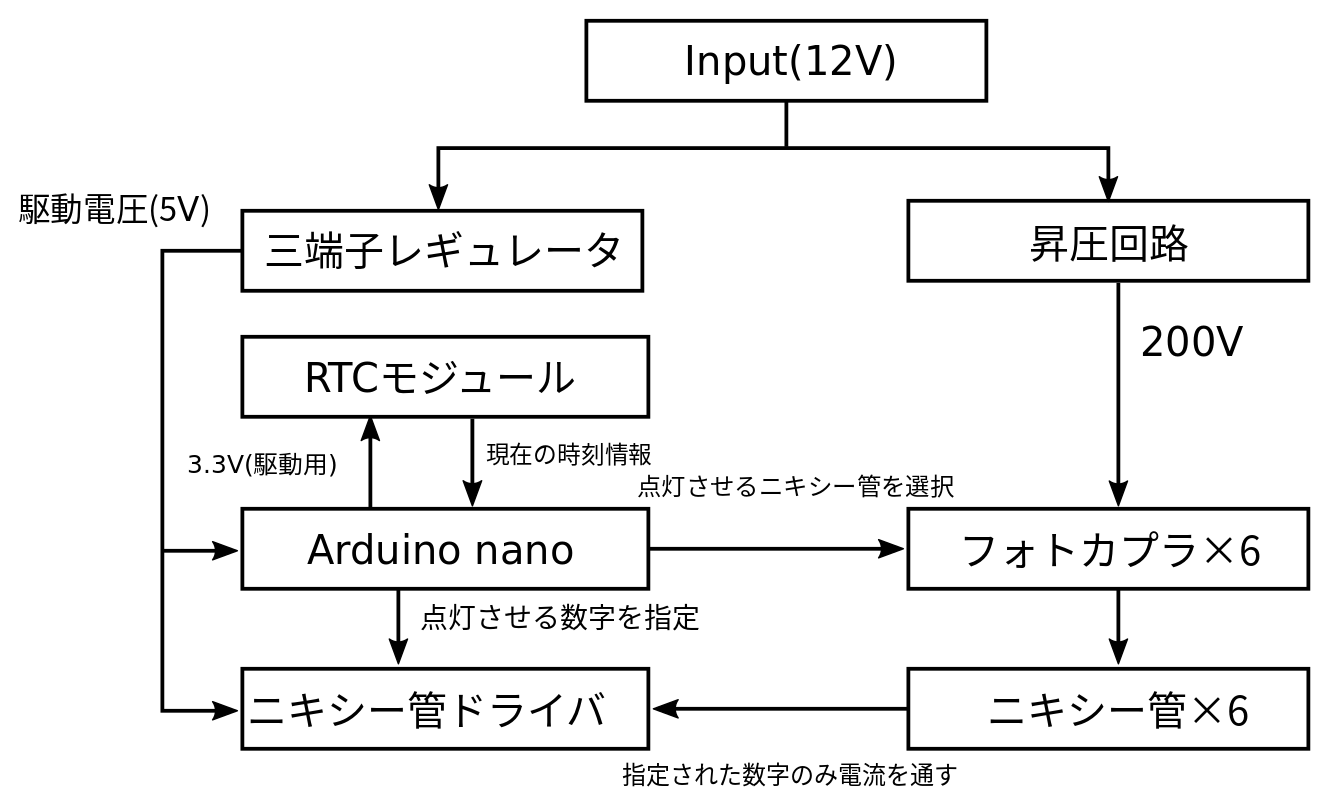 Input(12V)
駆動電圧(5V)
三端子レギュレータ
昇圧回路
200V
RTCモジュール
3.3V(駆動用)
現在の時刻情報
点灯させるニキシー管を選択
Arduino nano
フォトカプラ×6
点灯させる数字を指定
ニキシー管ドライバ
ニキシー管×6
指定された数字のみ電流を通す